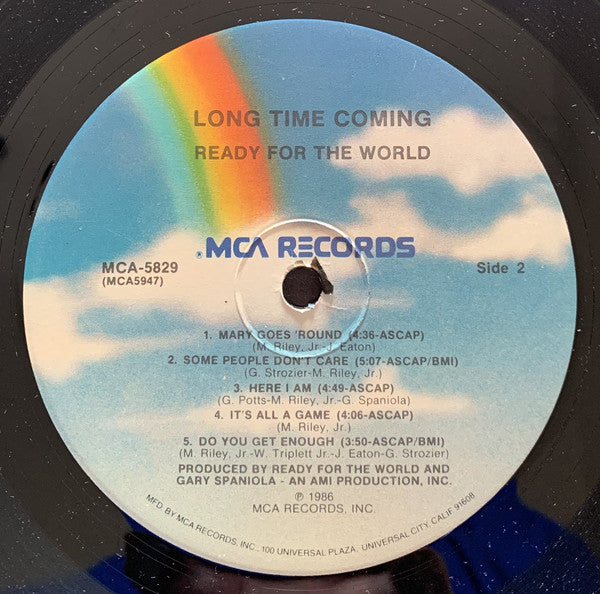 LONG TIME COMING
READY FOR THE WORLD
® MCA RECORDS
MCA-5829
(MCA5947)
Side 2
1. MARY GOES 'ROUND (4:36-ASCAP)
(M. Riley, Jr.-J. Eaton)
2. SOME PEOPLE DON'T CARE (5:07-ASCAP/BMI)
(G. Strozier-M. Riley, Jr.)
3. HERE I AM (4:49-ASCAP)
(G. Potts-M. Riley, Jr.-G. Spaniola)
4. IT'S ALL A GAME (4:06-ASCAP)
(M. Riley, Jr.)
5. DO YOU GET ENOUGH (3:50-ASCAP/BMI)
(M. Riley, Jr.-W. Triplett Jr.-J. Eaton-G. Strozier)
PRODUCED BY READY FOR THE WORLD AND
GARY SPANIOLA - AN AMI PRODUCTION, INC.
℗ 1986
MCA RECORDS, INC.
MFD. BY MCA RECORDS, INC., 100 UNIVERSAL PLAZA, UNIVERSAL CITY, CALIF. 91608